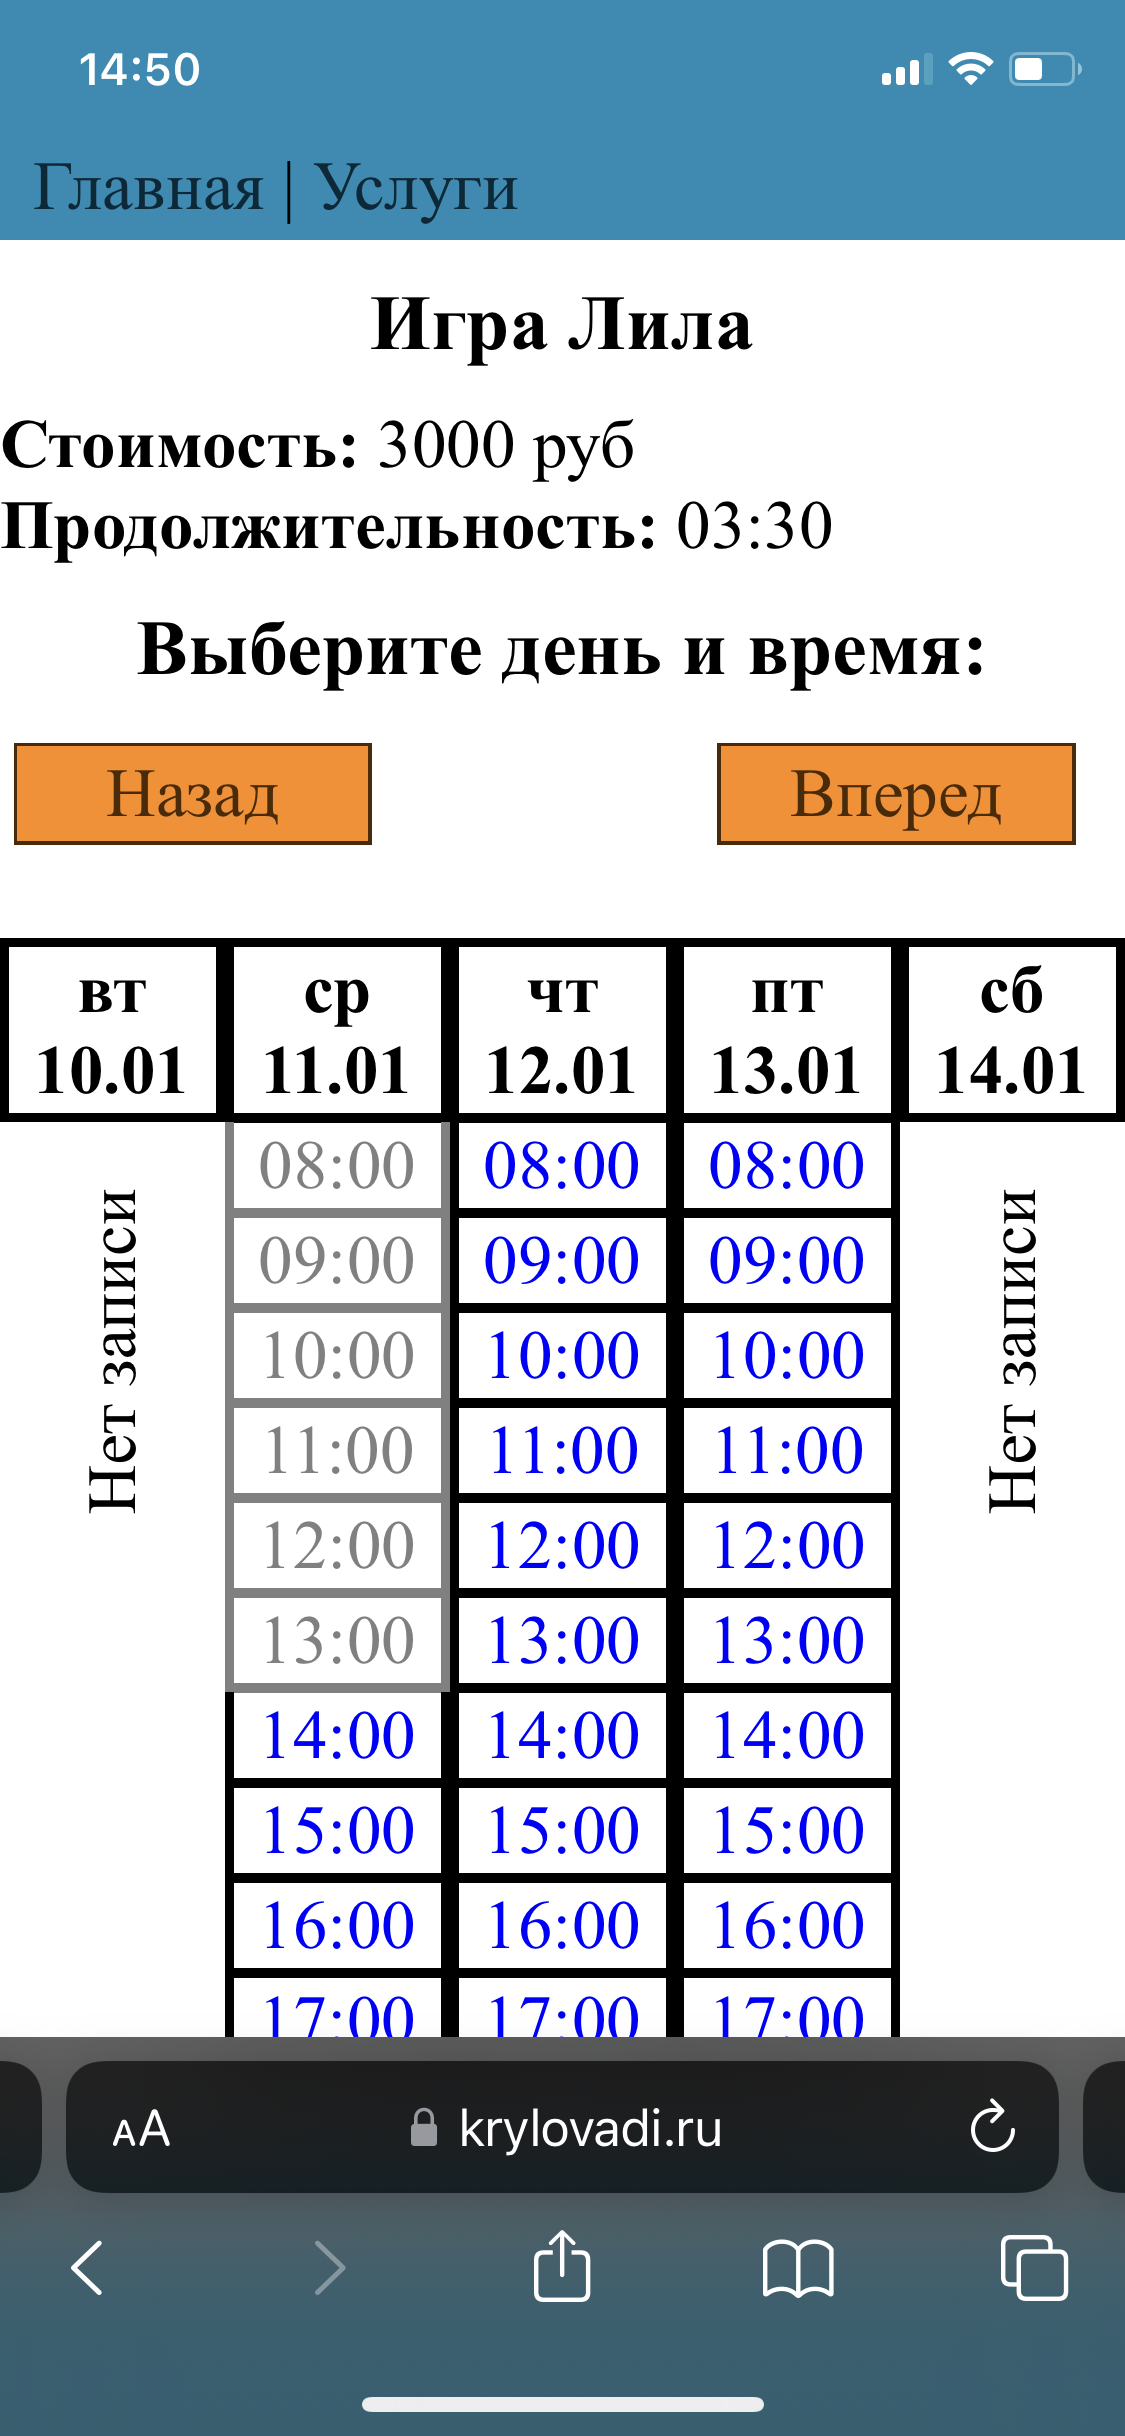 14:50
Главная | Услуги
Игра Лила
Стоимость: 3000 руб
Продолжительность: 03:30
Выберите день и время:
Назад Вперед
вт ср чт пт сб
10.01 11.01 12.01 13.01 14.01
Нет записи
08:00 08:00 08:00
09:00 09:00 09:00
10:00 10:00 10:00
11:00 11:00 11:00
12:00 12:00 12:00
13:00 13:00 13:00
14:00 14:00 14:00
15:00 15:00 15:00
16:00 16:00 16:00
17:00 17:00 17:00
Нет записи
AA krylovadi.ru